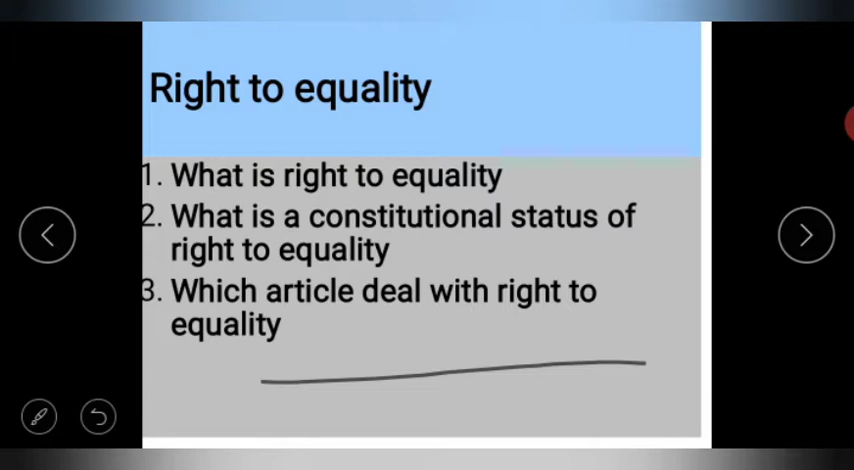 Right to equality
1. What is right to equality
2. What is a constitutional status of
right to equality
3. Which article deal with right to
equality